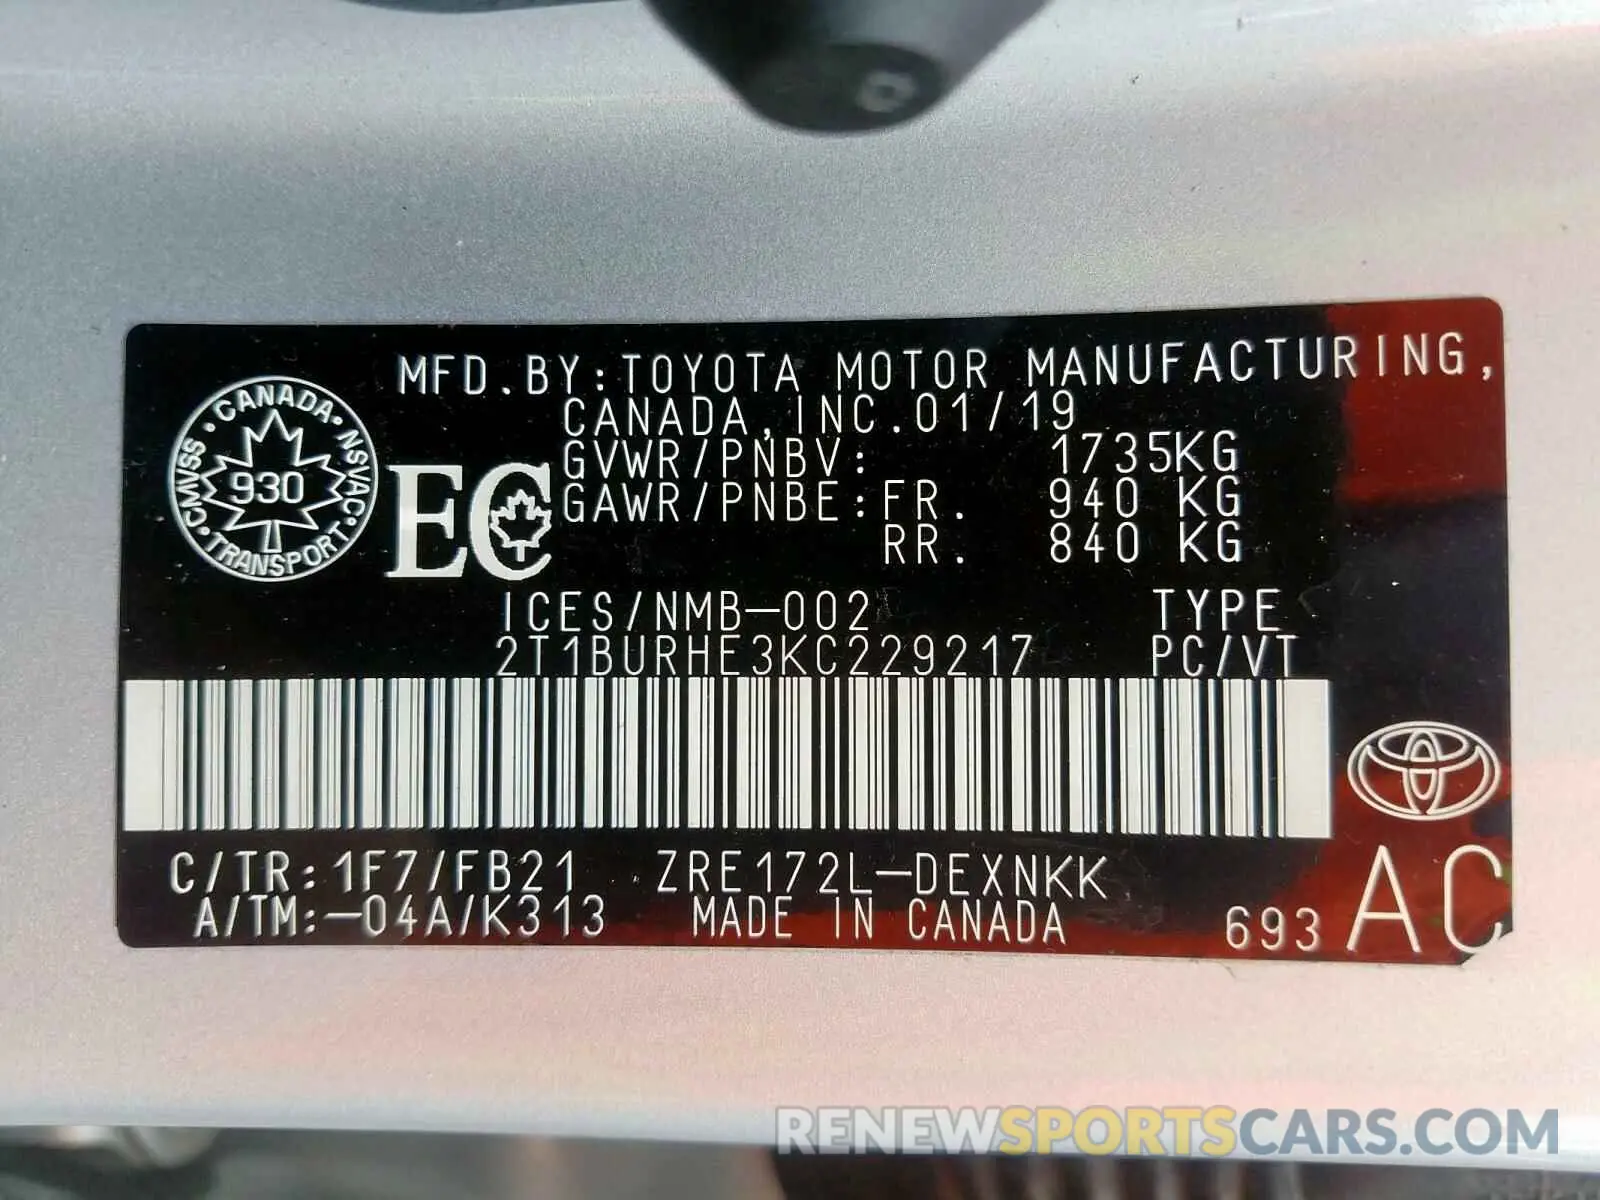 MFD.BY:TOYOTA MOTOR MANUFACTURING,
CANADA,INC.01/19
GVWR/PNBV: 1735KG
GAWR/PNBE:FR. 940 KG
RR. 840 KG
CANADA
CMVSS NSVAC
930
TRANSPORT
EC
ICES/NMB-002 TYPE
2T1BURHE3KC229217 PC/VT
C/TR:1F7/FB21 ZRE172L-DEXNKK
A/TM:-04A/K313 MADE IN CANADA 693 AC
RENEWSPORTSCARS.COM